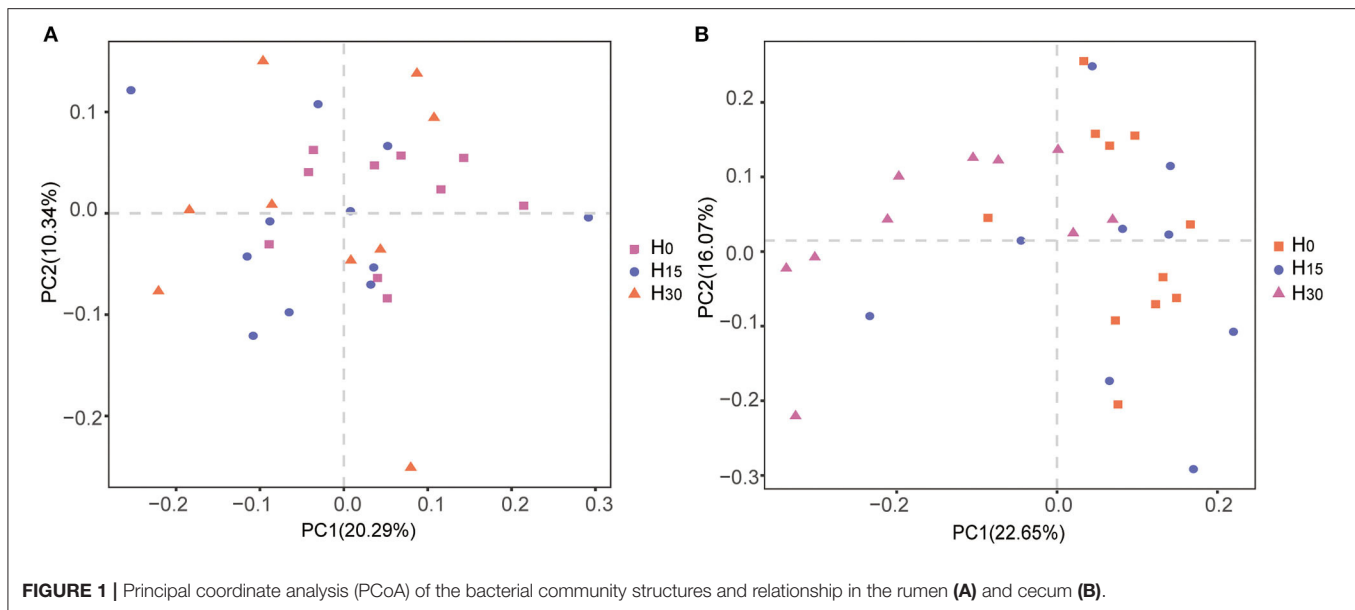 A
PC2(10.34%)
0.1
0.0
−0.1
−0.2
−0.2 −0.1 0.0 0.1 0.2 0.3
PC1(20.29%)
H0
H15
H30
B
PC2(16.07%)
0.2
0.1
0.0
−0.1
−0.2
−0.3
−0.2 0.0 0.2
PC1(22.65%)
H0
H15
H30
FIGURE 1 | Principal coordinate analysis (PCoA) of the bacterial community structures and relationship in the rumen (A) and cecum (B).